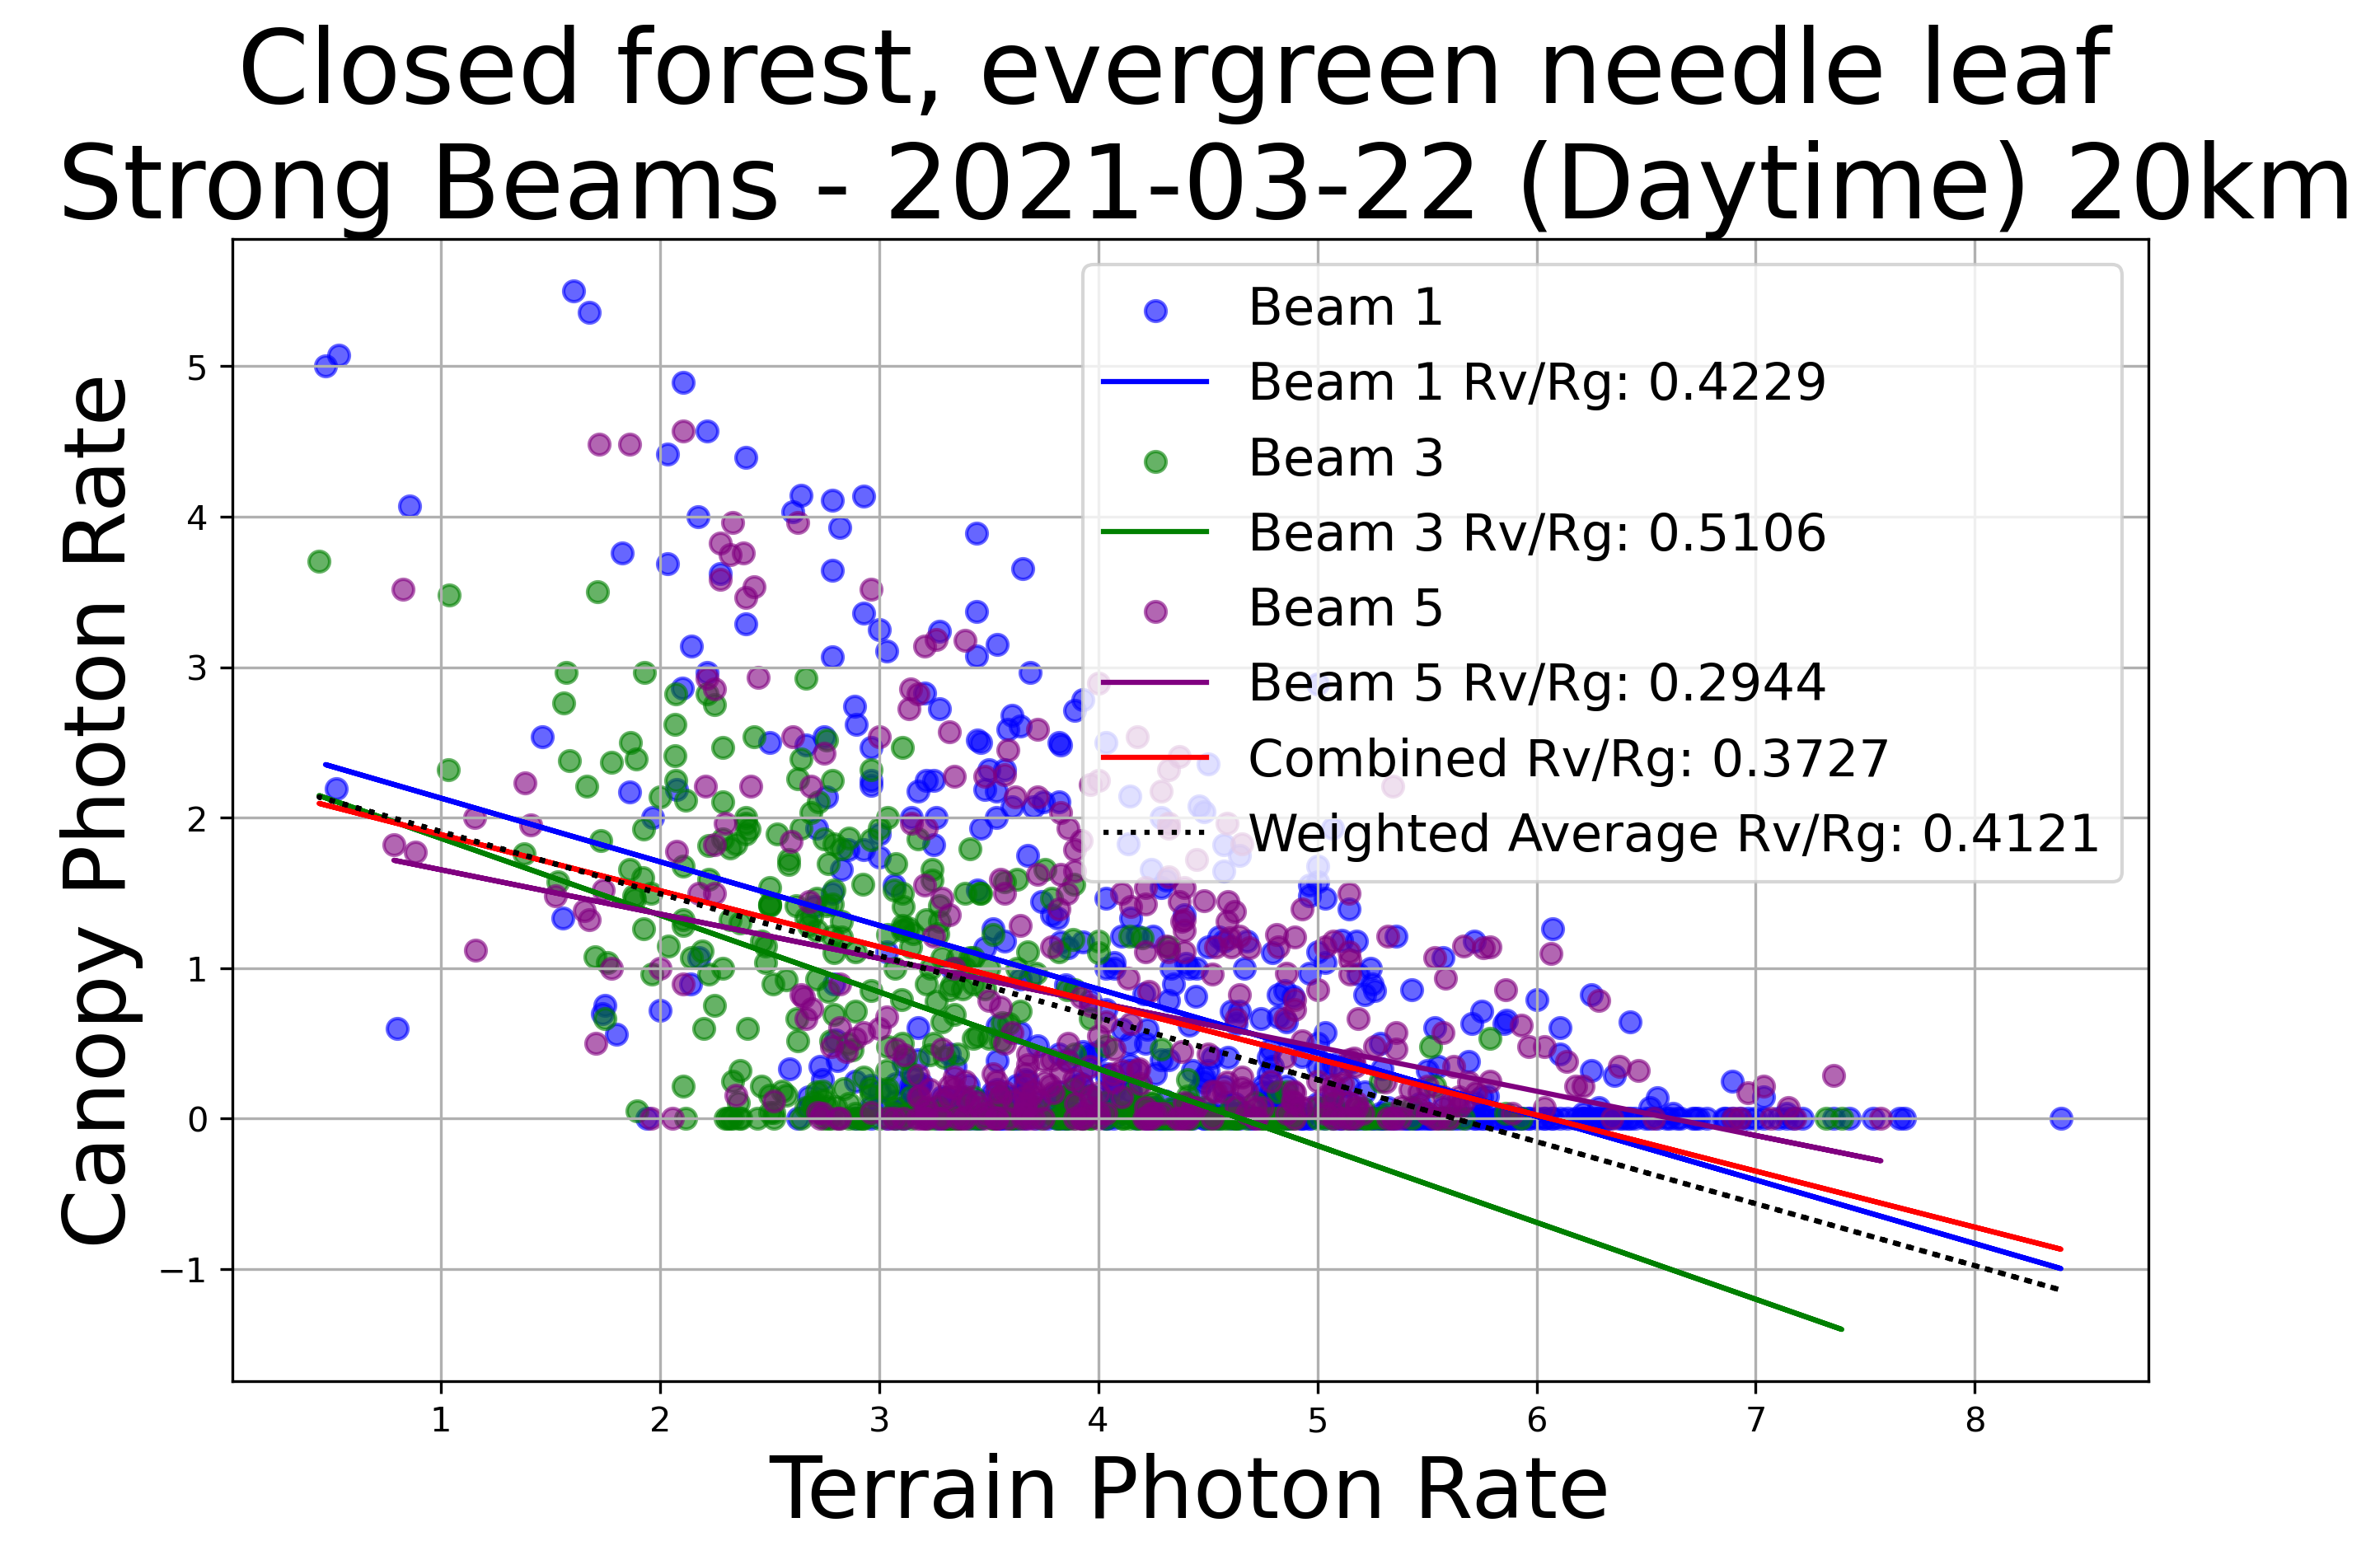 Closed forest, evergreen needle leaf
Strong Beams - 2021-03-22 (Daytime) 20km
Canopy Photon Rate
5
4
3
2
1
0
−1
Beam 1
Beam 1 Rv/Rg: 0.4229
Beam 3
Beam 3 Rv/Rg: 0.5106
Beam 5
Beam 5 Rv/Rg: 0.2944
Combined Rv/Rg: 0.3727
Weighted Average Rv/Rg: 0.4121
1 2 3 4 5 6 7 8
Terrain Photon Rate